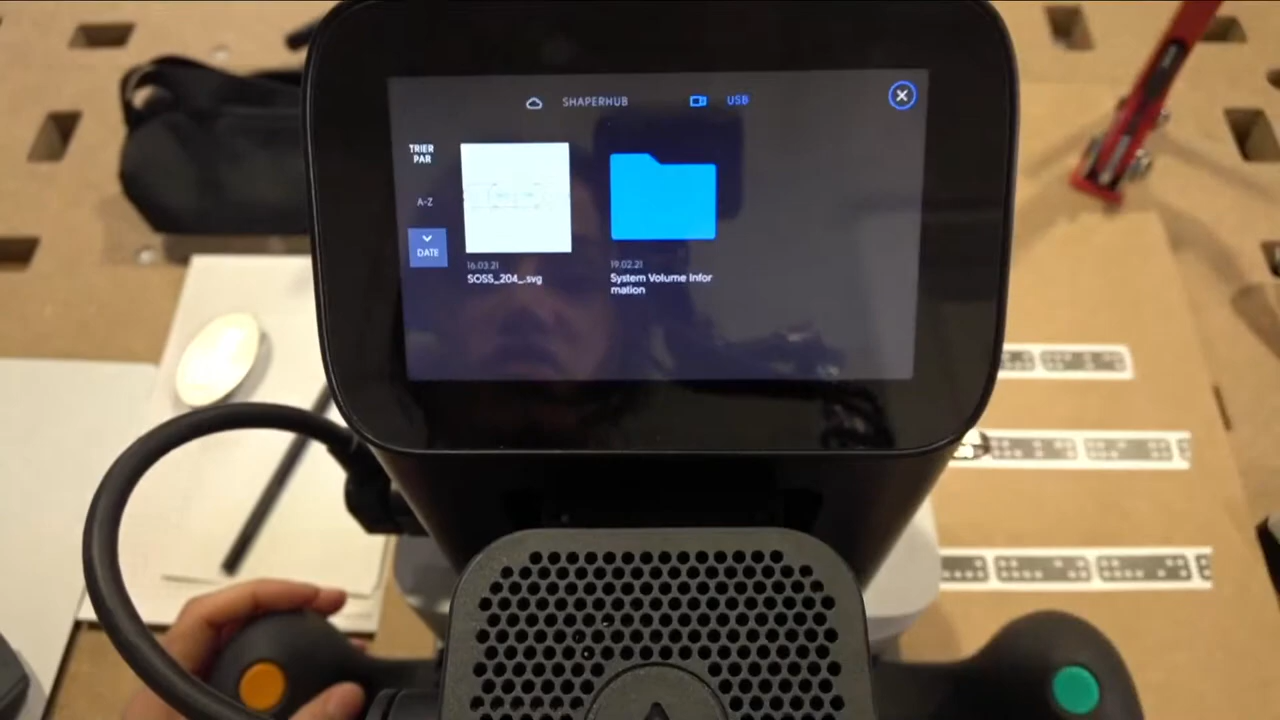 SHAPERHUB
USB
TRIER
PAR
A-Z
DATE
16.03.21
SOSS_204_.svg
19.02.21
System Volume Infor
mation